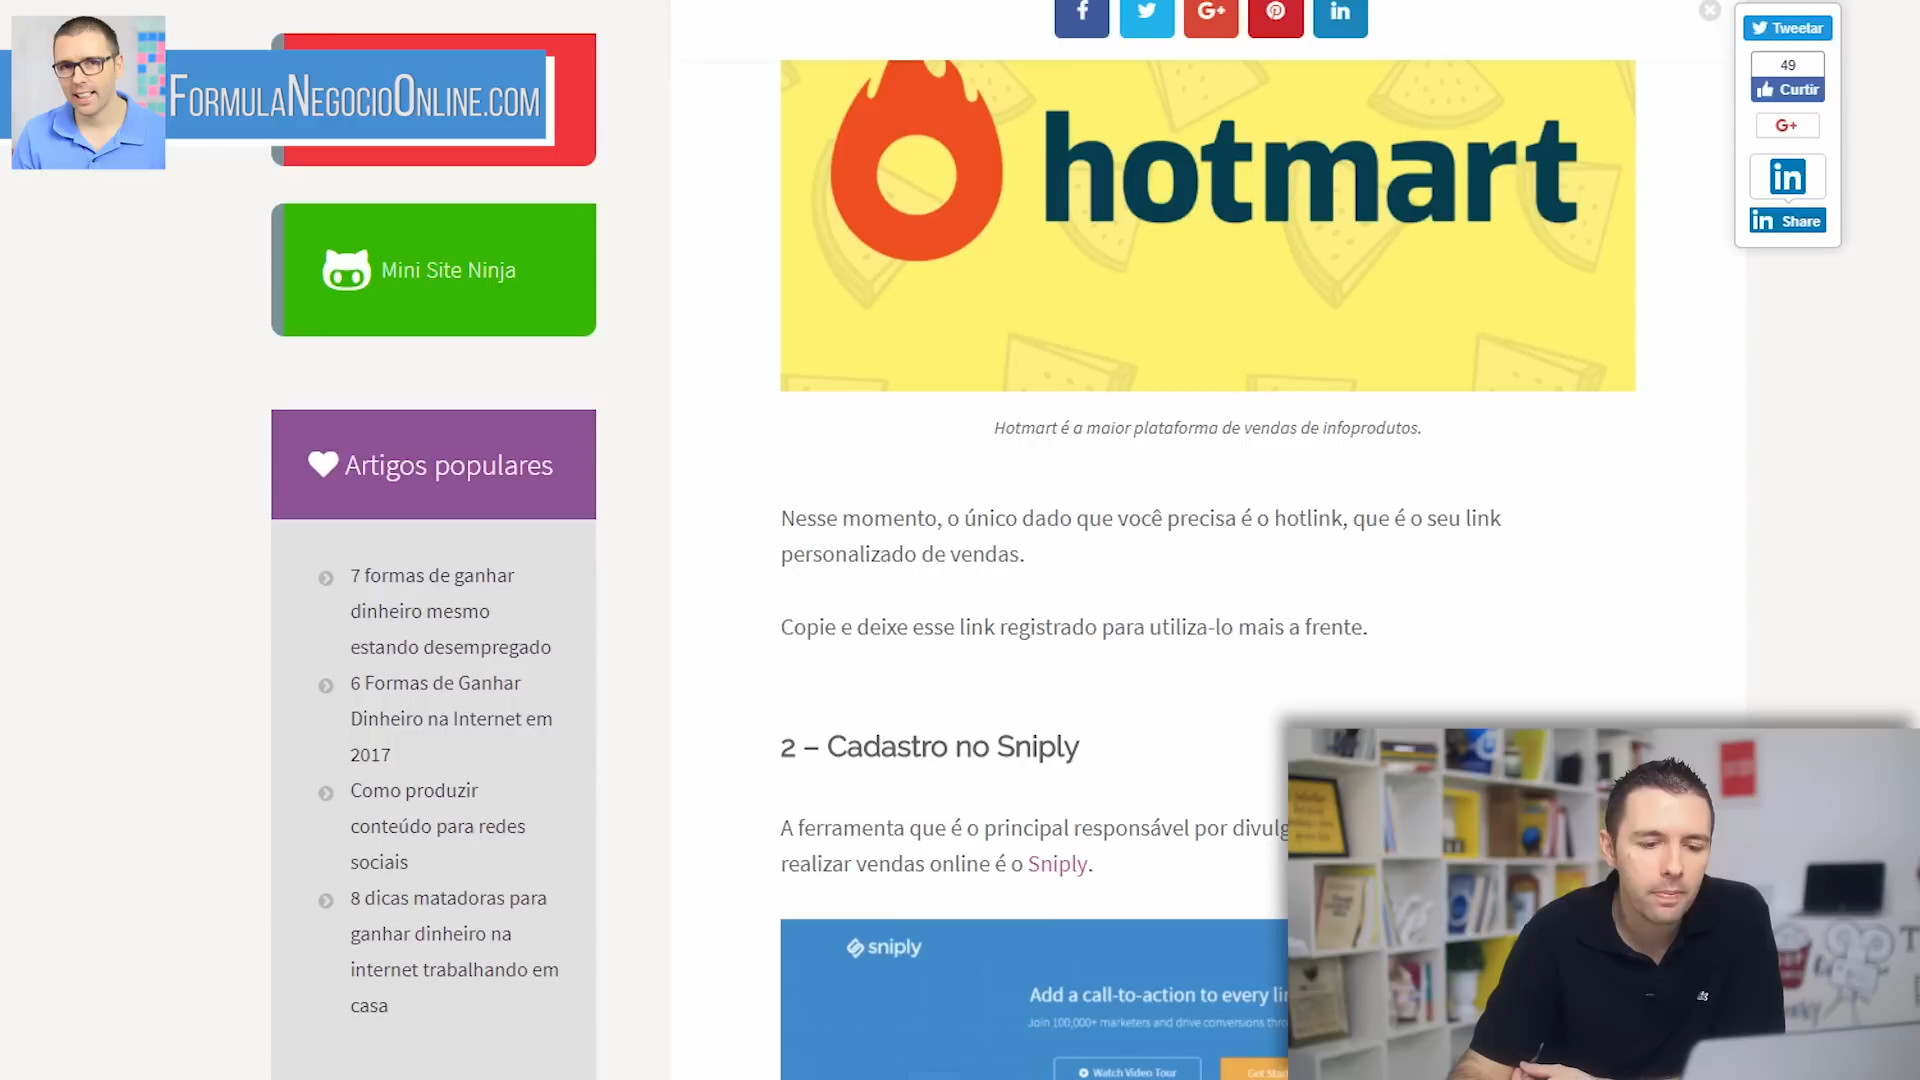 FORMULANEGOCIOONLINE.COM
Mini Site Ninja
Artigos populares
7 formas de ganhar
dinheiro mesmo
estando desempregado
6 Formas de Ganhar
Dinheiro na Internet em
2017
Como produzir
conteúdo para redes
sociais
8 dicas matadoras para
ganhar dinheiro na
internet trabalhando em
casa
f
G+
in
hotmart
Hotmart é a maior plataforma de vendas de infoprodutos.
Nesse momento, o único dado que você precisa é o hotlink, que é o seu link
personalizado de vendas.
Copie e deixe esse link registrado para utiliza-lo mais a frente.
2 – Cadastro no Sniply
A ferramenta que é o principal responsável por
realizar vendas online é o Sniply.
sniply
Add a call-to-action to every
Join 100,000+ marketers and drive conversions
Watch Video Tour
Get
Tweetar
49
Curtir
G+
in
in Share